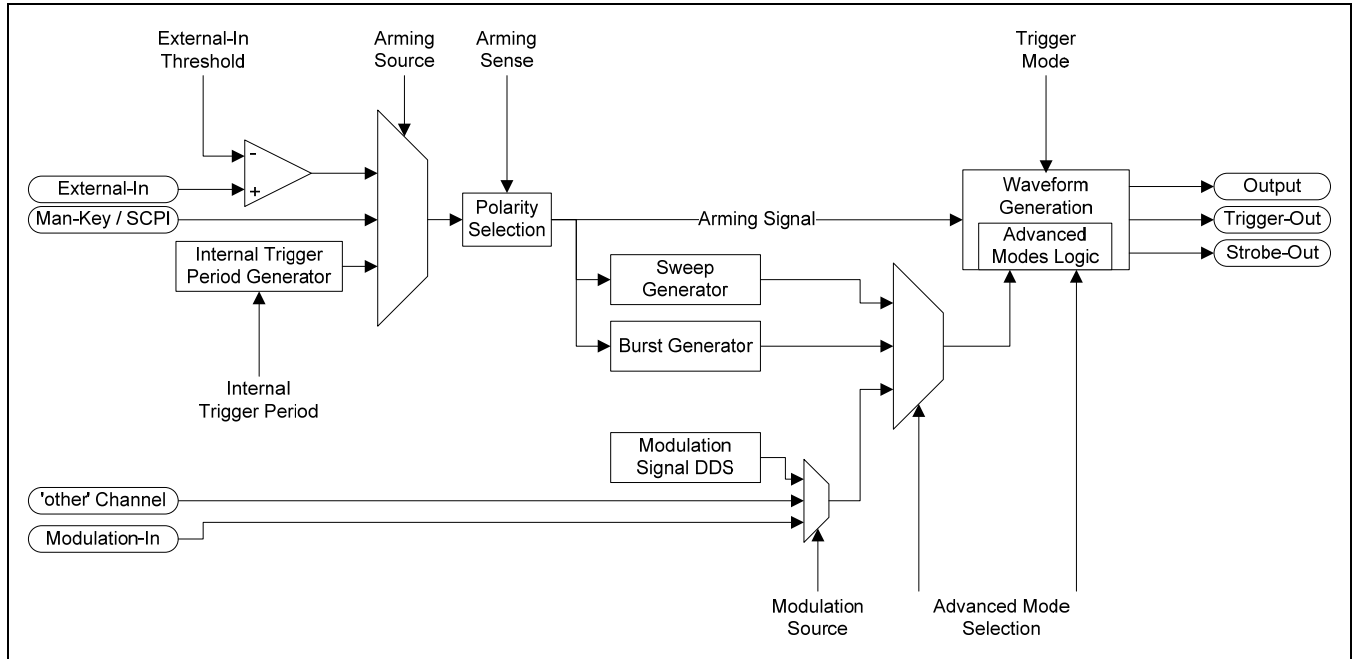 External-In
Threshold
Arming
Source
Arming
Sense
Trigger
Mode
-
+
External-In
Man-Key / SCPI
Internal Trigger
Period Generator
Internal
Trigger Period
Polarity
Selection
Arming Signal
Waveform
Generation
Advanced
Modes Logic
Output
Trigger-Out
Strobe-Out
Sweep
Generator
Burst Generator
Modulation
Signal DDS
'other' Channel
Modulation-In
Modulation
Source
Advanced Mode
Selection